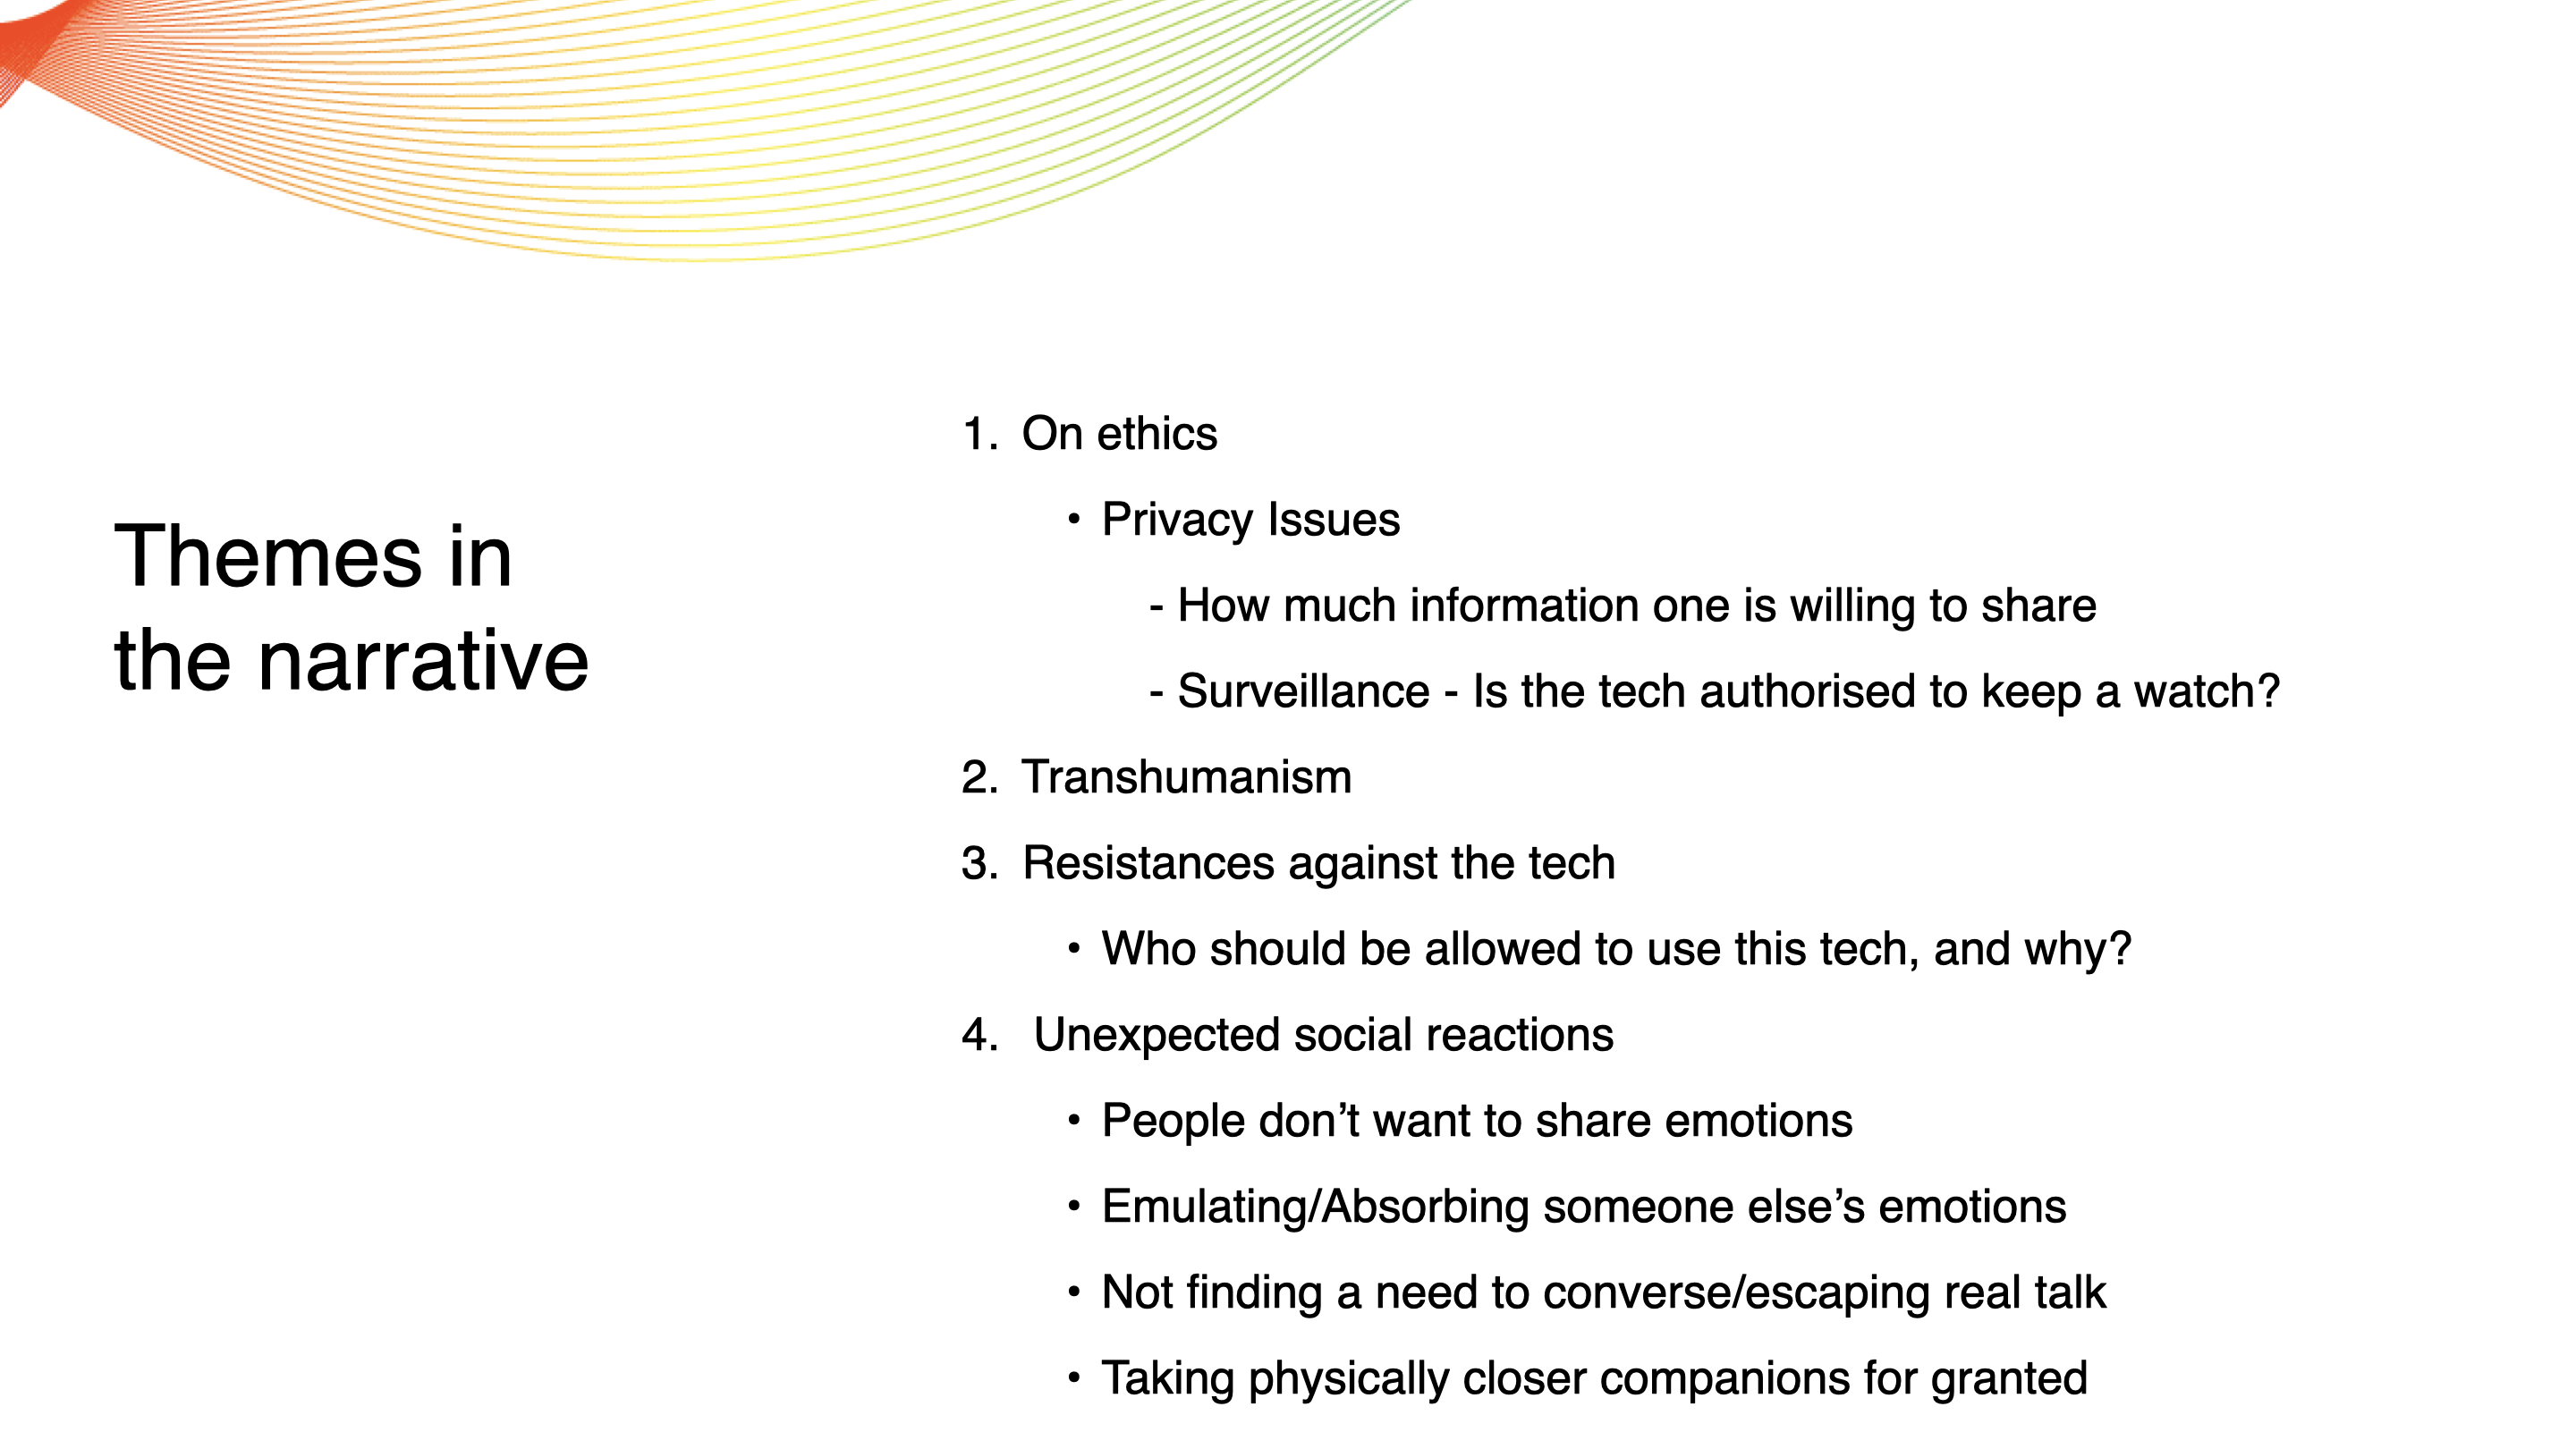 Themes in
the narrative
1. On ethics
• Privacy Issues
- How much information one is willing to share
- Surveillance - Is the tech authorised to keep a watch?
2. Transhumanism
3. Resistances against the tech
• Who should be allowed to use this tech, and why?
4. Unexpected social reactions
• People don’t want to share emotions
• Emulating/Absorbing someone else’s emotions
• Not finding a need to converse/escaping real talk
• Taking physically closer companions for granted